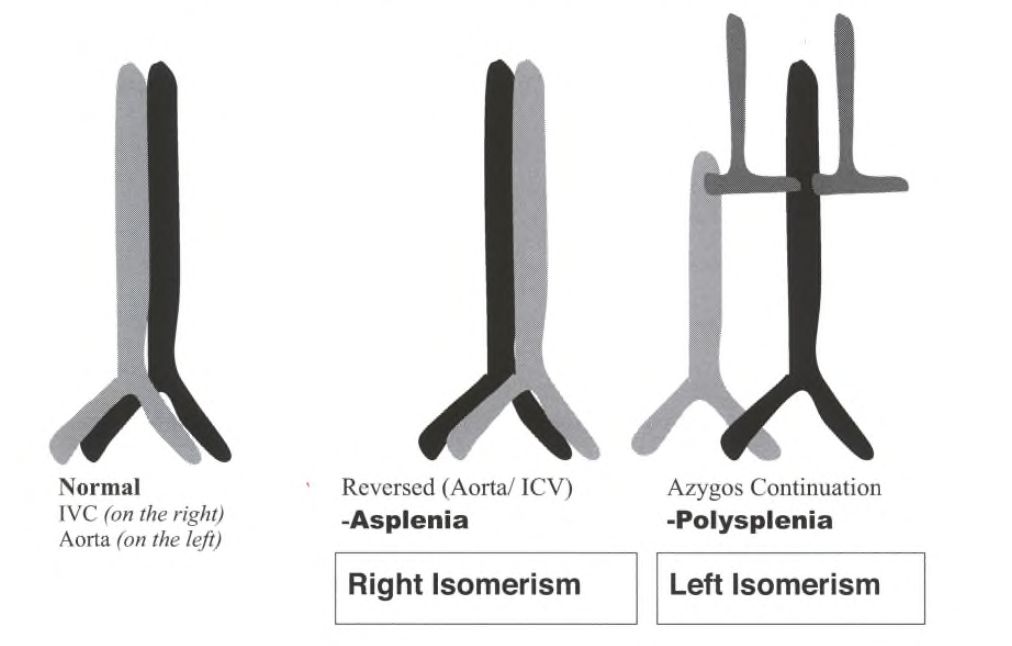 Normal
IVC (on the right)
Aorta (on the left)
Reversed (Aorta/ ICV)
-Asplenia
Right Isomerism
Azygos Continuation
-Polysplenia
Left Isomerism